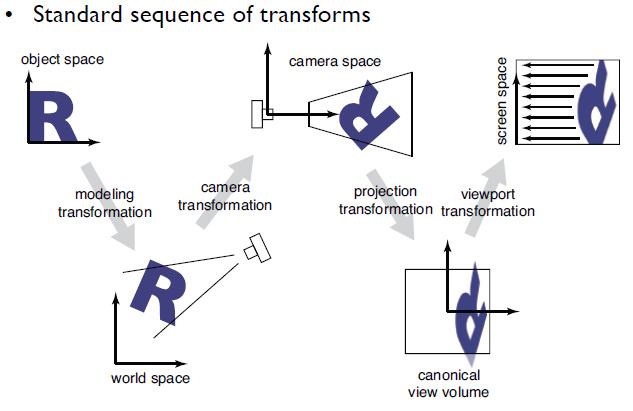 • Standard sequence of transforms
object space
R
modeling
transformation
R
world space
camera
transformation
camera space
R
projection
transformation
R
canonical
view volume
viewport
transformation
screen space
R